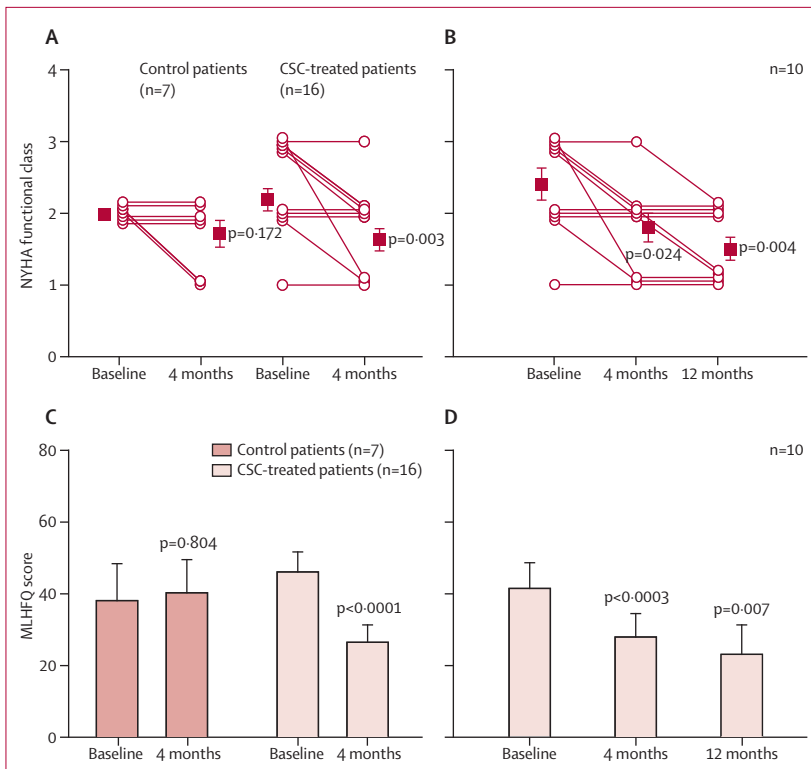 A
B
Control patients
(n=7)
CSC-treated patients
(n=16)
n=10
4
3
2
1
0
NYHA functional class
p=0·172
p=0·003
p=0·024
p=0·004
Baseline
4 months
Baseline
4 months
Baseline
4 months
12 months
C
D
Control patients (n=7)
CSC-treated patients (n=16)
n=10
80
60
40
20
0
MLHFQ score
p=0·804
p<0·0001
p<0·0003
p=0·007
Baseline
4 months
Baseline
4 months
Baseline
4 months
12 months